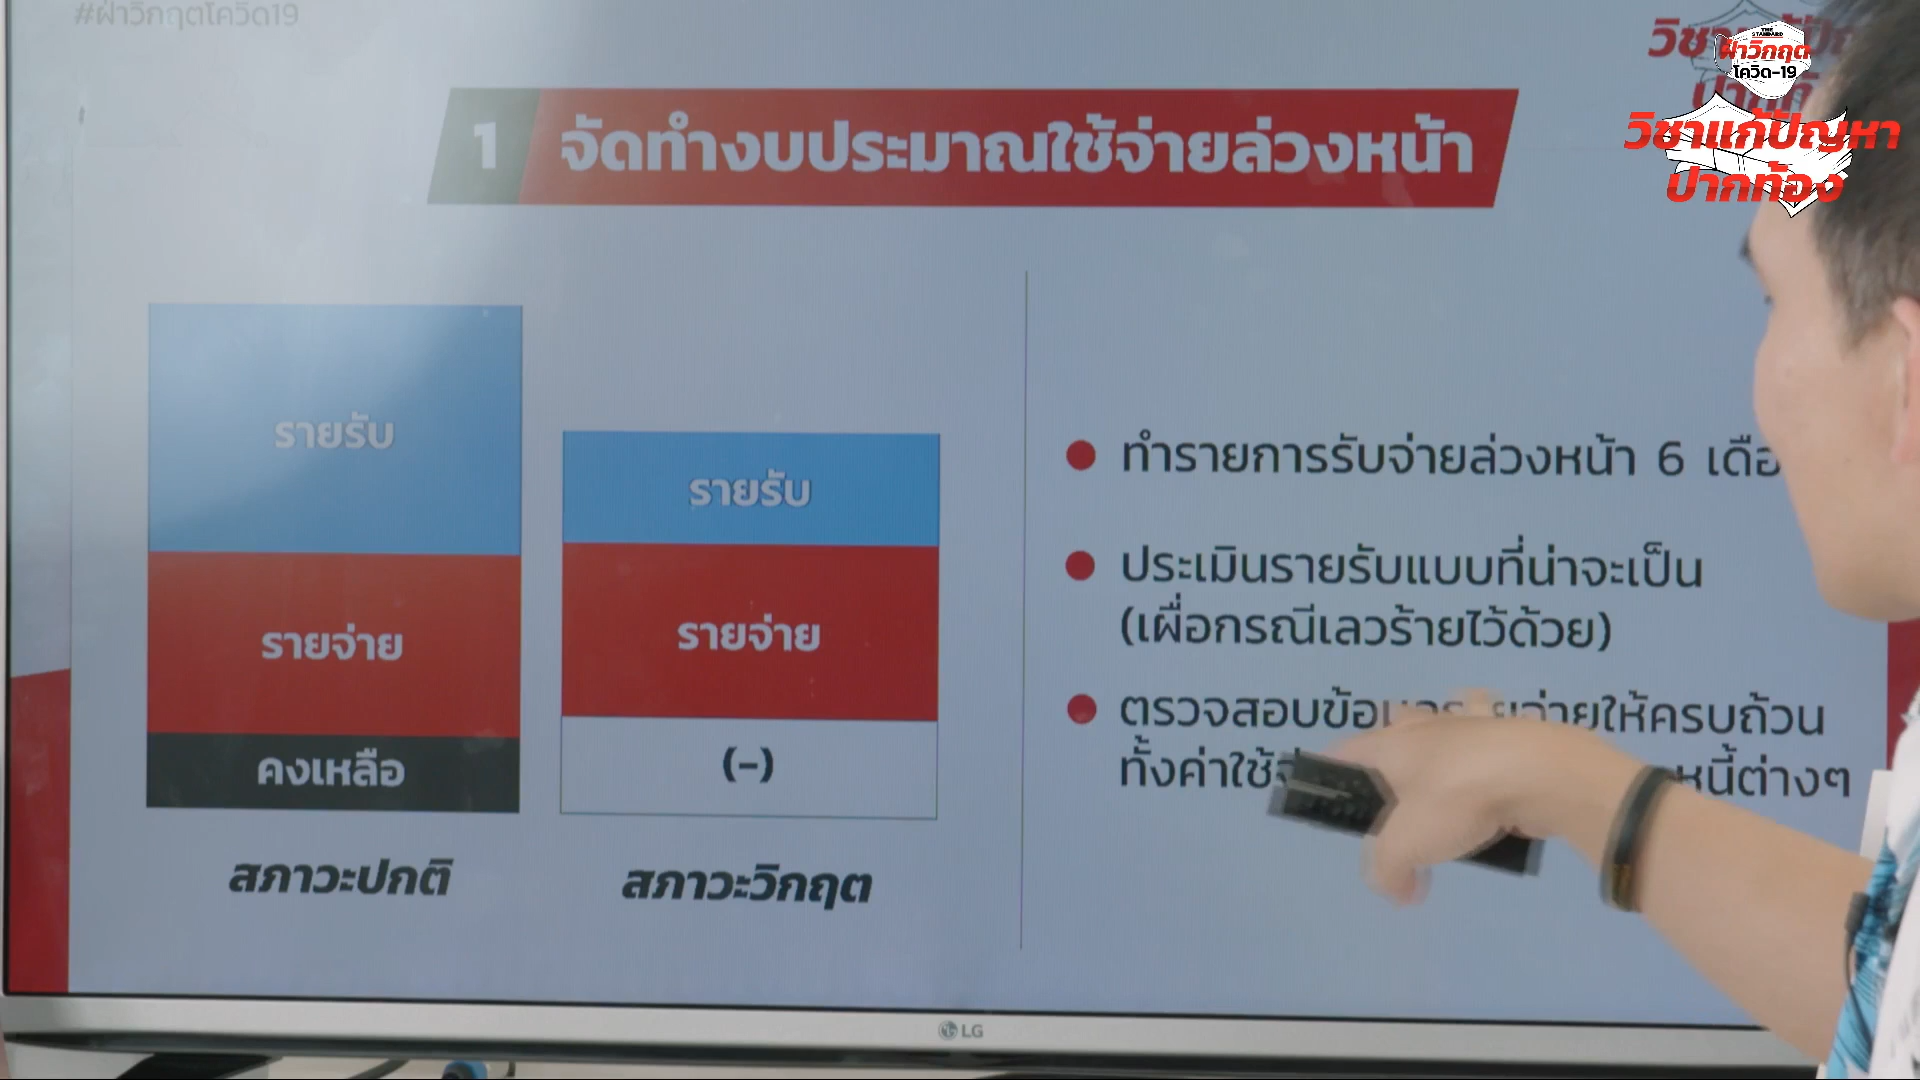 #ฝ่าวิกฤตโควิด19
THE STANDARD
ฝ่าวิกฤต
โควิด-19
วิชาแก้ปัญหา
ปากท้อง
1 จัดทำงบประมาณใช้จ่ายล่วงหน้า
รายรับ
รายจ่าย
คงเหลือ
สภาวะปกติ
รายรับ
รายจ่าย
(-)
สภาวะวิกฤต
ทำรายการรับจ่ายล่วงหน้า 6
ประเมินรายรับแบบที่น่าจะเป็น
(เผื่อกรณีเลวร้ายไว้ด้วย)
ตรวจสอบ ให้ครบถ้วน
ทั้งค่าใช้ หนี้ต่างๆ
LG